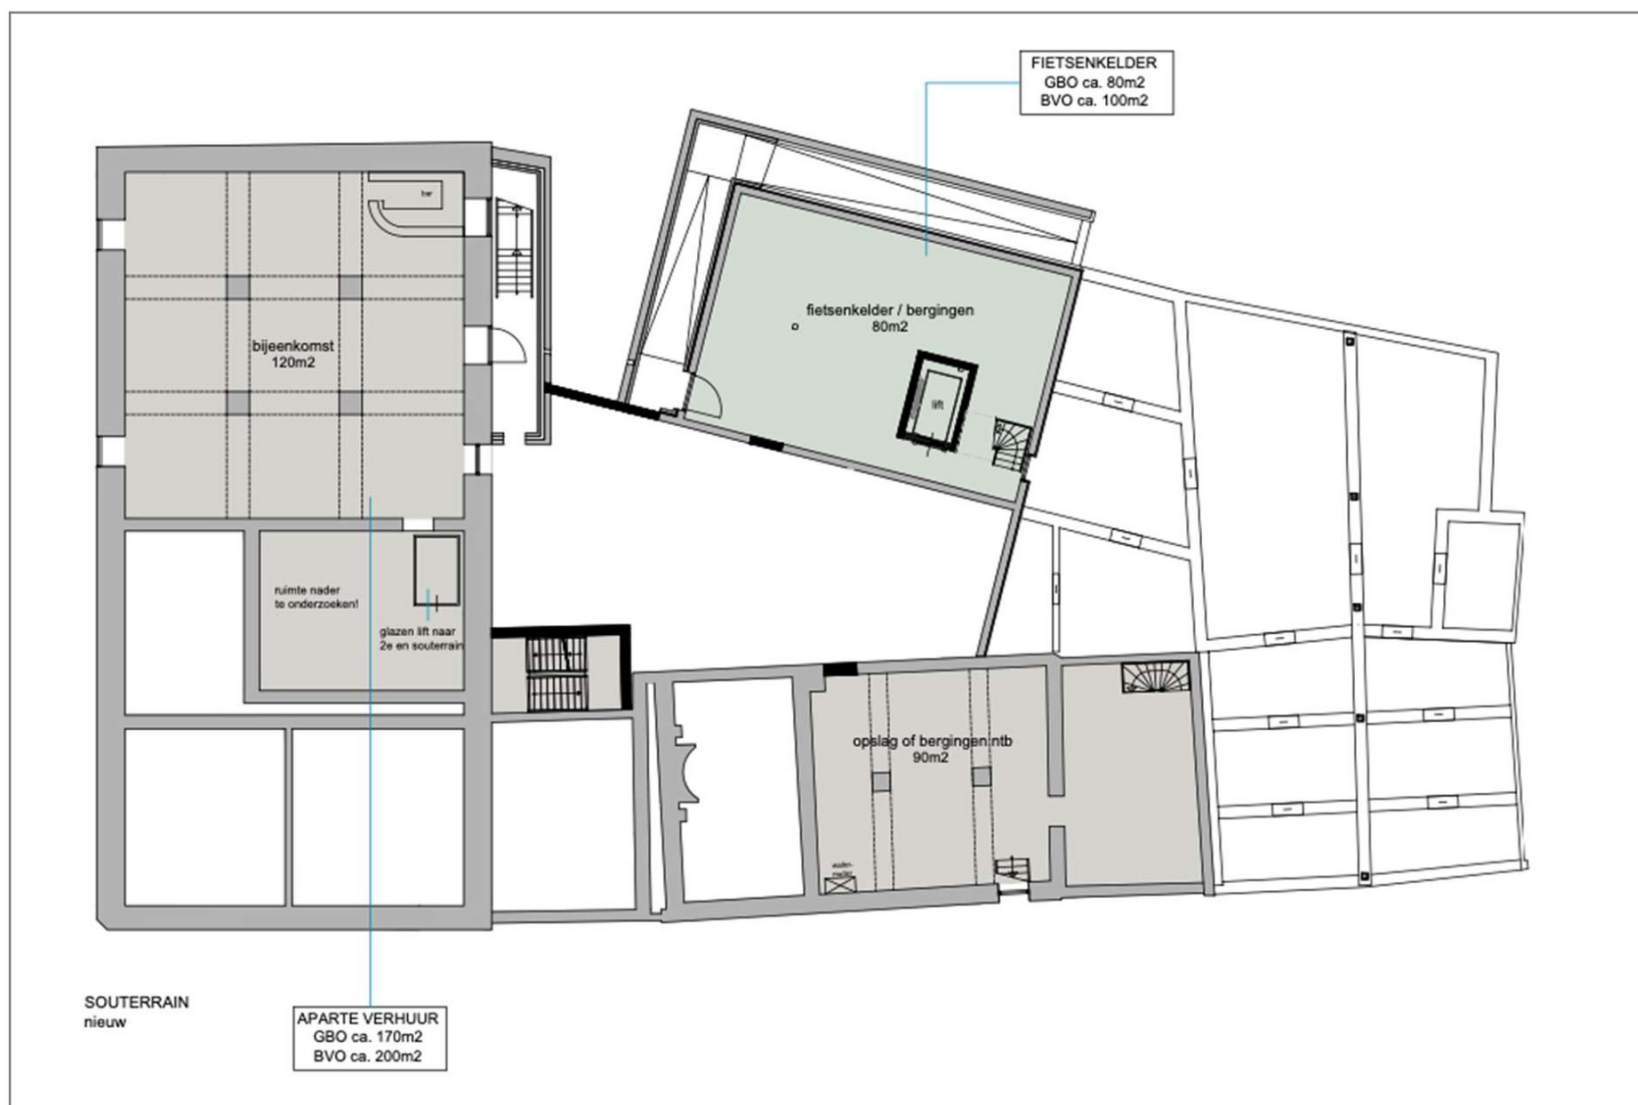 FIETSENKELDER
GBO ca. 80m2
BVO ca. 100m2
bar
fietsenkelder / bergingen
80m2
bijeenkomst
120m2
lift
ruimte nader
te onderzoeken!
glazen lift naar
2e en souterrain
opslag of bergingen ntb
90m2
SOUTERRAIN
nieuw
APARTE VERHUUR
GBO ca. 170m2
BVO ca. 200m2